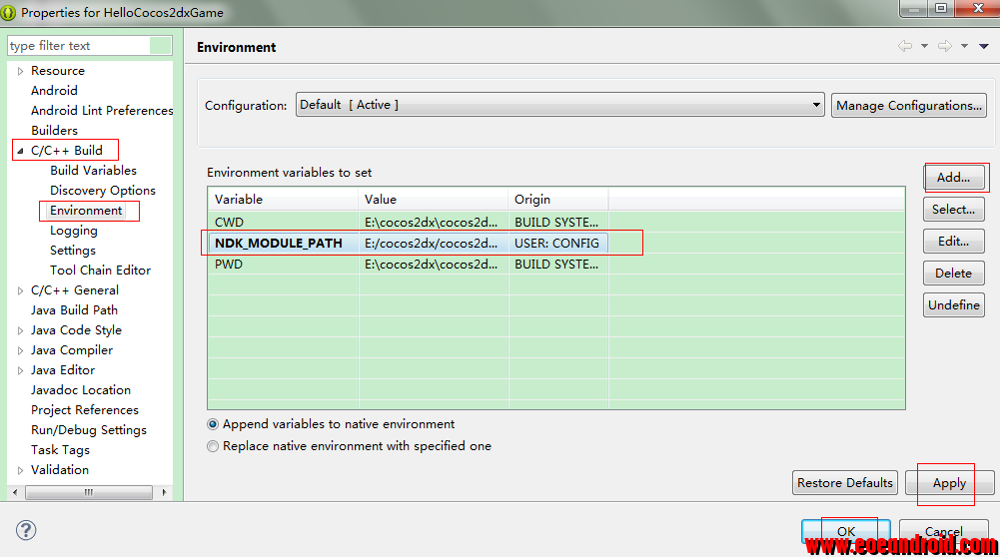 Properties for HelloCocos2dxGame
type filter text
Resource
Android
Android Lint Preferences
Builders
C/C++ Build
Build Variables
Discovery Options
Environment
Logging
Settings
Tool Chain Editor
C/C++ General
Java Build Path
Java Code Style
Java Compiler
Java Editor
Javadoc Location
Project References
Run/Debug Settings
Task Tags
Validation
Environment
Configuration: Default [ Active ] Manage Configurations...
Environment variables to set
Variable Value Origin
CWD E:\cocos2dx\cocos2d... BUILD SYSTE...
NDK_MODULE_PATH E:/cocos2dx/cocos2d... USER: CONFIG
PWD E:\cocos2dx\cocos2d... BUILD SYSTE...
Add...
Select...
Edit...
Delete
Undefine
Append variables to native environment
Replace native environment with specified one
Restore Defaults Apply
OK Cancel
www.eoeandroid.com